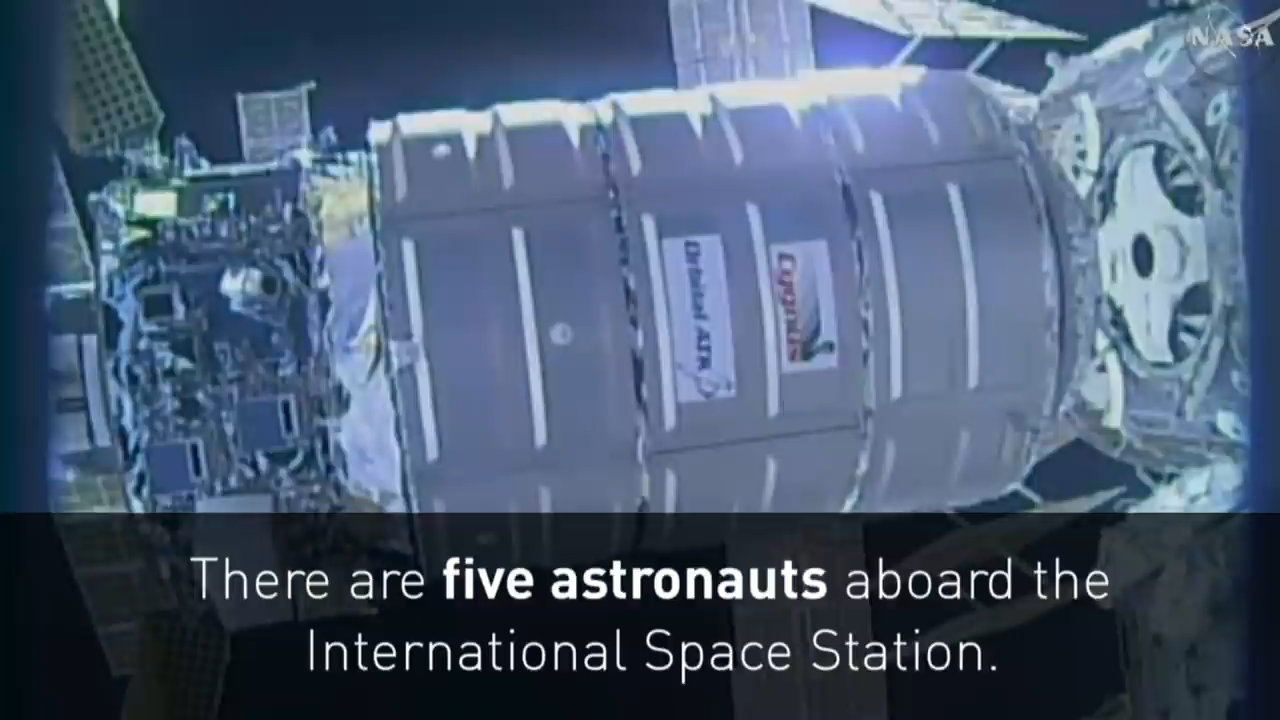 NASA
Orbital ATK
Cygnus
There are five astronauts aboard the
International Space Station.